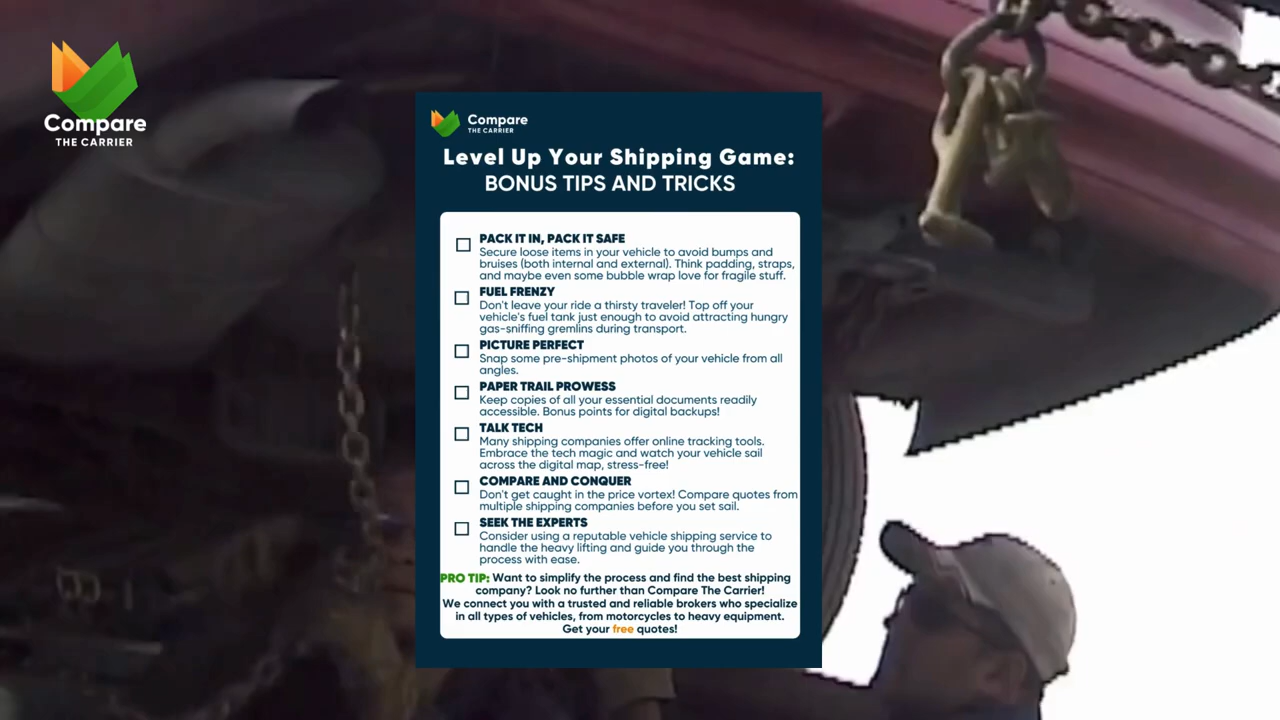 Compare
THE CARRIER
Compare
THE CARRIER
Level Up Your Shipping Game:
BONUS TIPS AND TRICKS
PACK IT IN, PACK IT SAFE
Secure loose items in your vehicle to avoid bumps and
bruises (both internal and external). Think padding, straps,
and maybe even some bubble wrap love for fragile stuff.
FUEL FRENZY
Don't leave your ride a thirsty traveler! Top off your
vehicle's fuel tank just enough to avoid attracting hungry
gas-sniffing gremlins during transport.
PICTURE PERFECT
Snap some pre-shipment photos of your vehicle from all
angles.
PAPER TRAIL PROWESS
Keep copies of all your essential documents readily
accessible. Bonus points for digital backups!
TALK TECH
Many shipping companies offer online tracking tools.
Embrace the tech magic and watch your vehicle sail
across the digital map, stress-free!
COMPARE AND CONQUER
Don't get caught in the price vortex! Compare quotes from
multiple shipping companies before you set sail.
SEEK THE EXPERTS
Consider using a reputable vehicle shipping service to
handle the heavy lifting and guide you through the
process with ease.
PRO TIP: Want to simplify the process and find the best shipping
company? Look no further than Compare The Carrier!
We connect you with a trusted and reliable brokers who specialize
in all types of vehicles, from motorcycles to heavy equipment.
Get your free quotes!